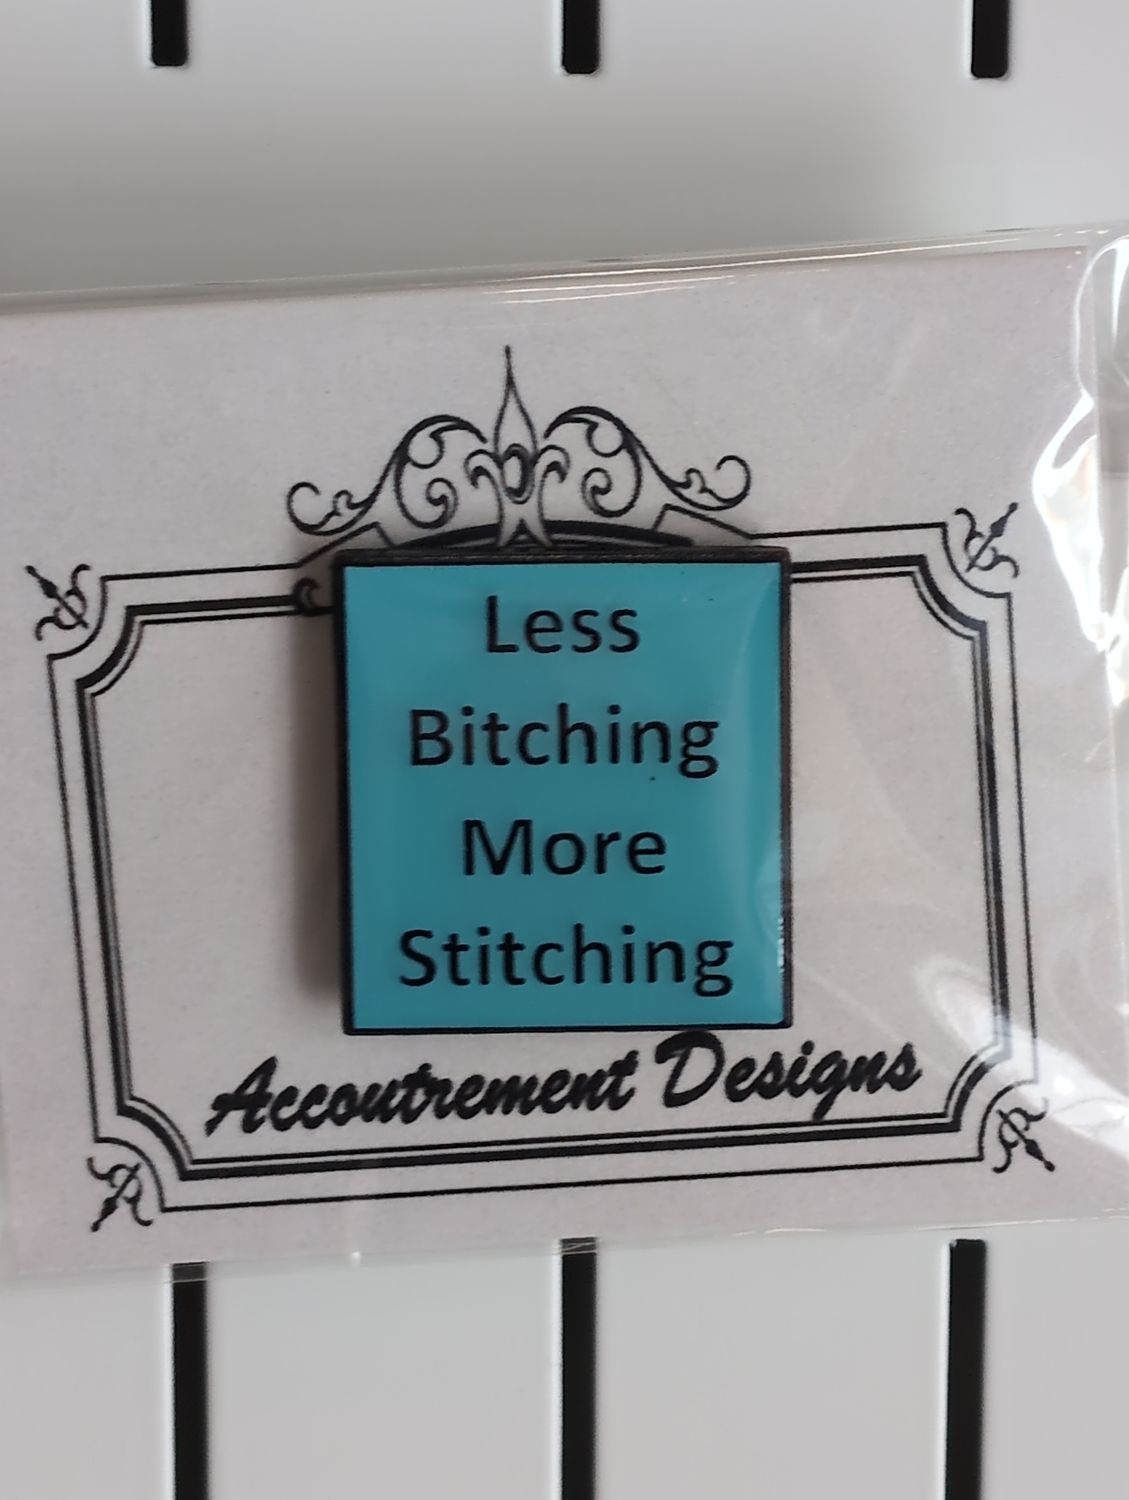 Less
Bitching
More
Stitching
Accoutrement Designs